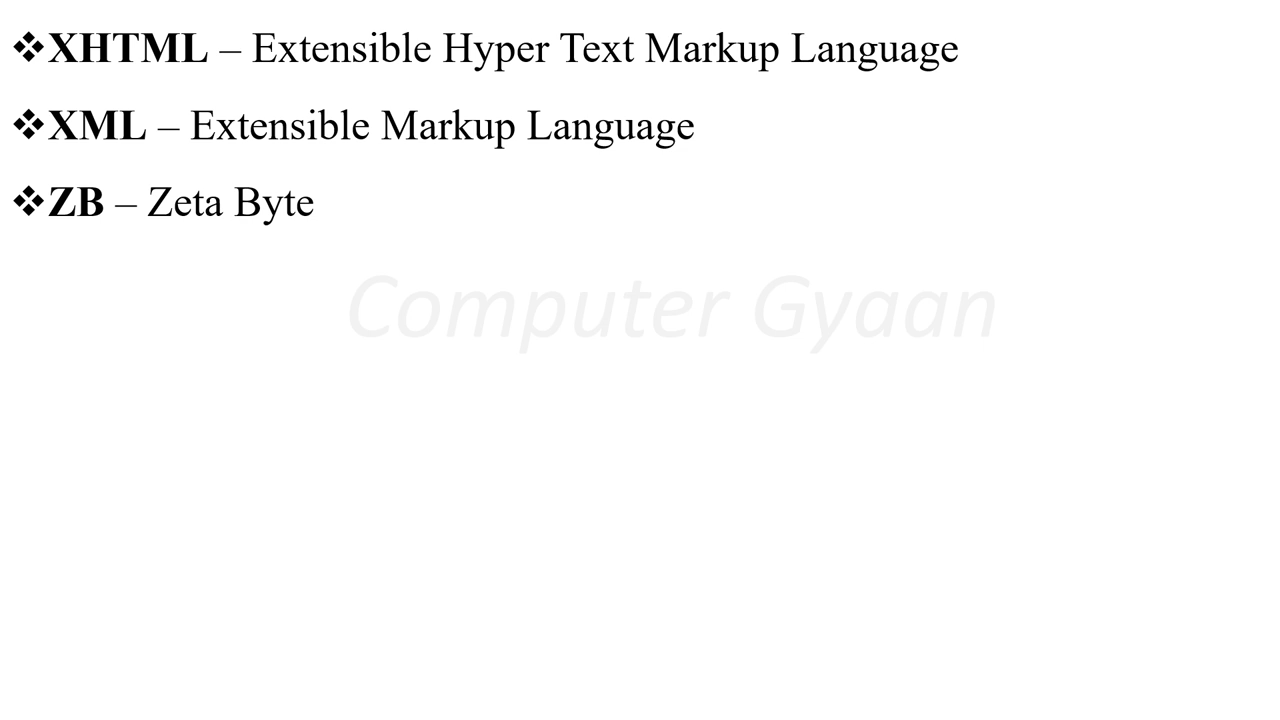 ❖XHTML – Extensible Hyper Text Markup Language
❖XML – Extensible Markup Language
❖ZB – Zeta Byte
Computer Gyaan